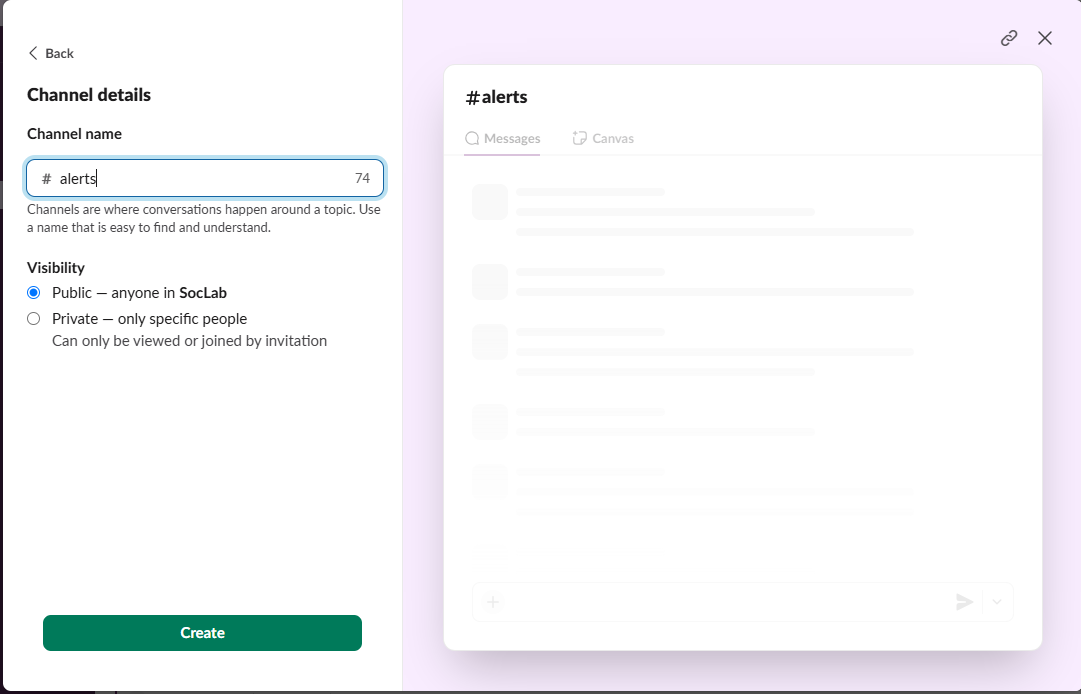 Back
Channel details
Channel name
# alerts 74
Channels are where conversations happen around a topic. Use
a name that is easy to find and understand.
Visibility
Public — anyone in SocLab
Private — only specific people
Can only be viewed or joined by invitation
Create
#alerts
Messages Canvas